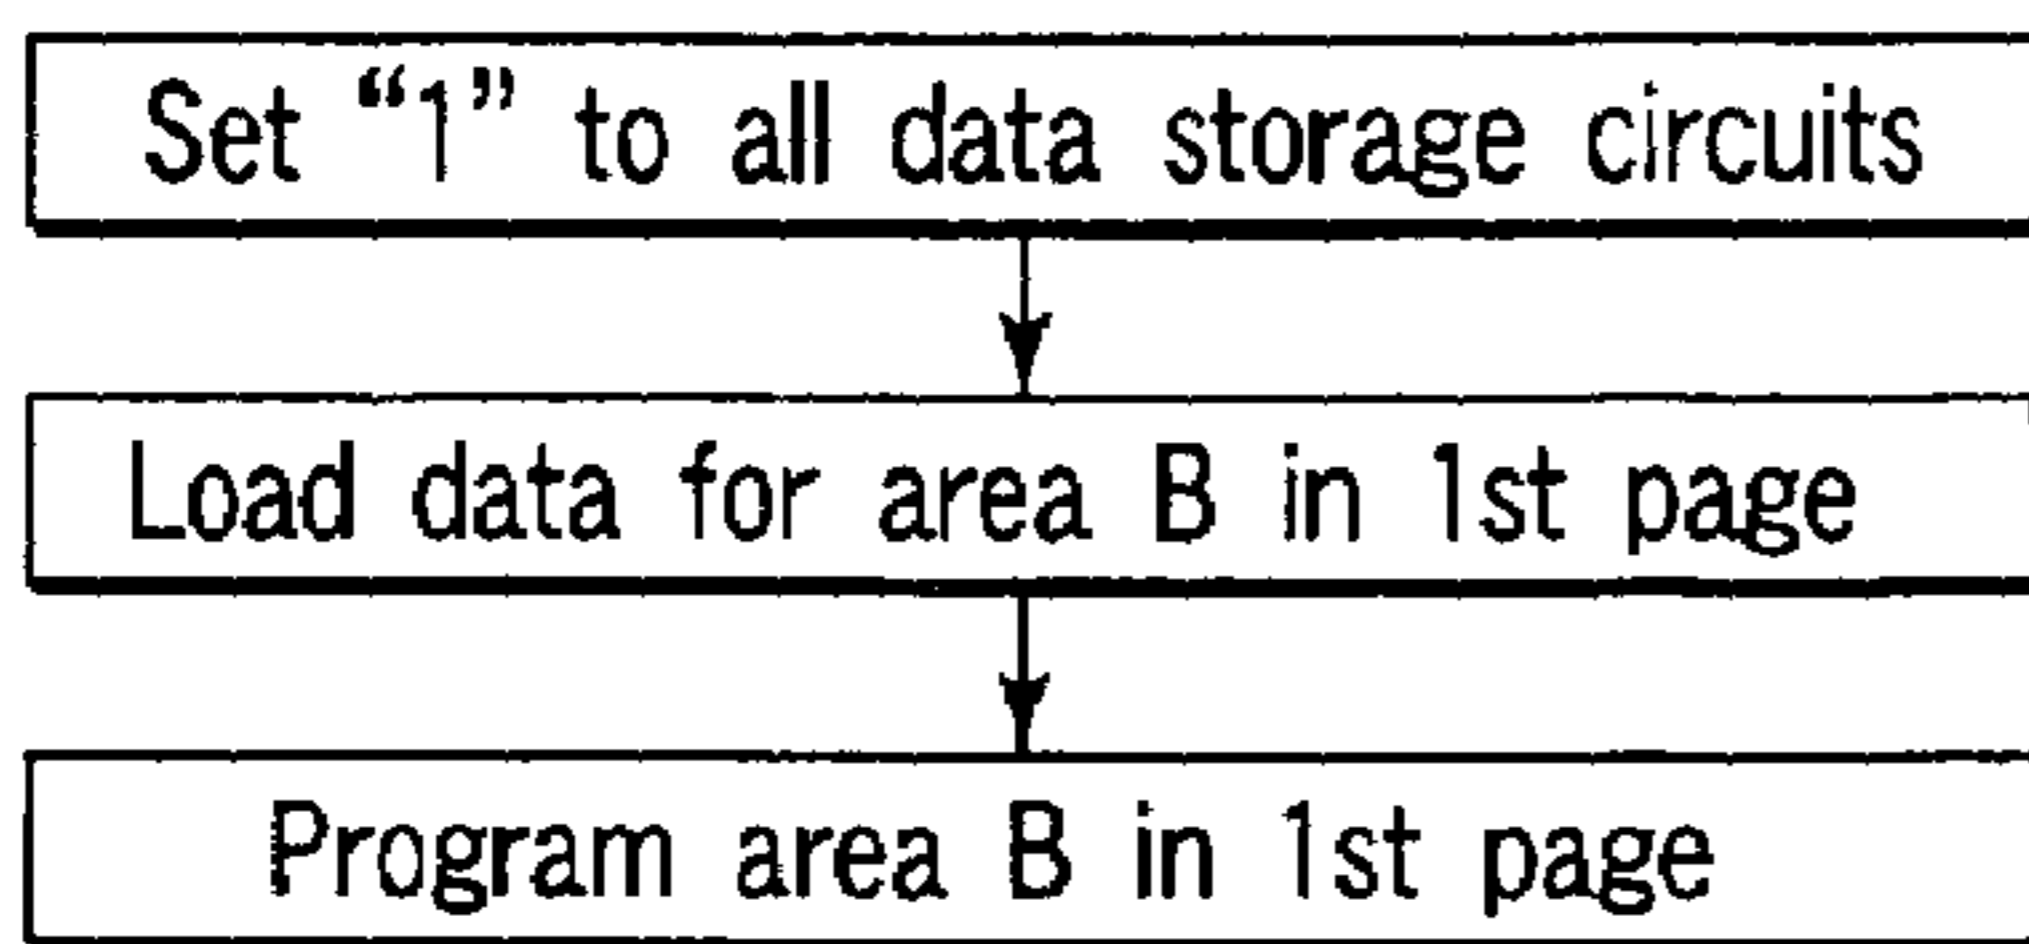 Set “1” to all data storage circuits
Load data for area B in 1st page
Program area B in 1st page